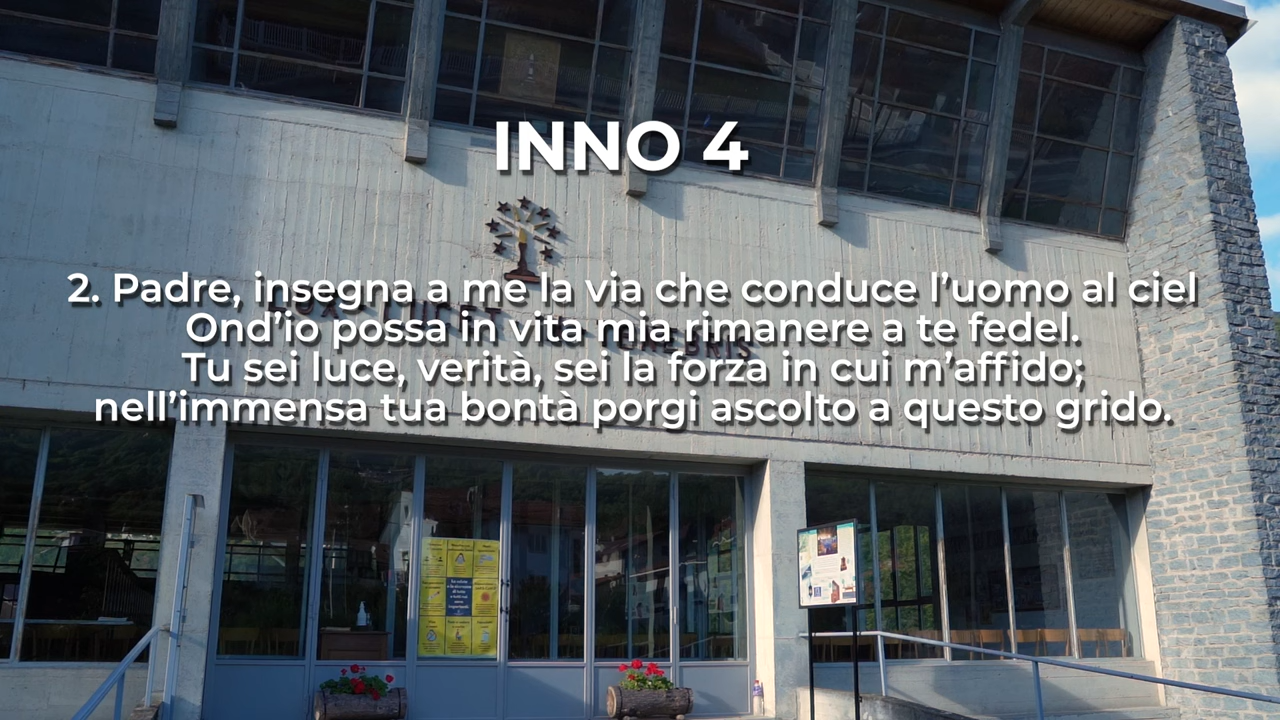 INNO 4
2. Padre, insegna a me la via che conduce l’uomo al ciel
Ond’io possa in vita mia rimanere a te fedel.
Tu sei luce, verità, sei la forza in cui m’affido;
nell’immensa tua bontà porgi ascolto a questo grido.